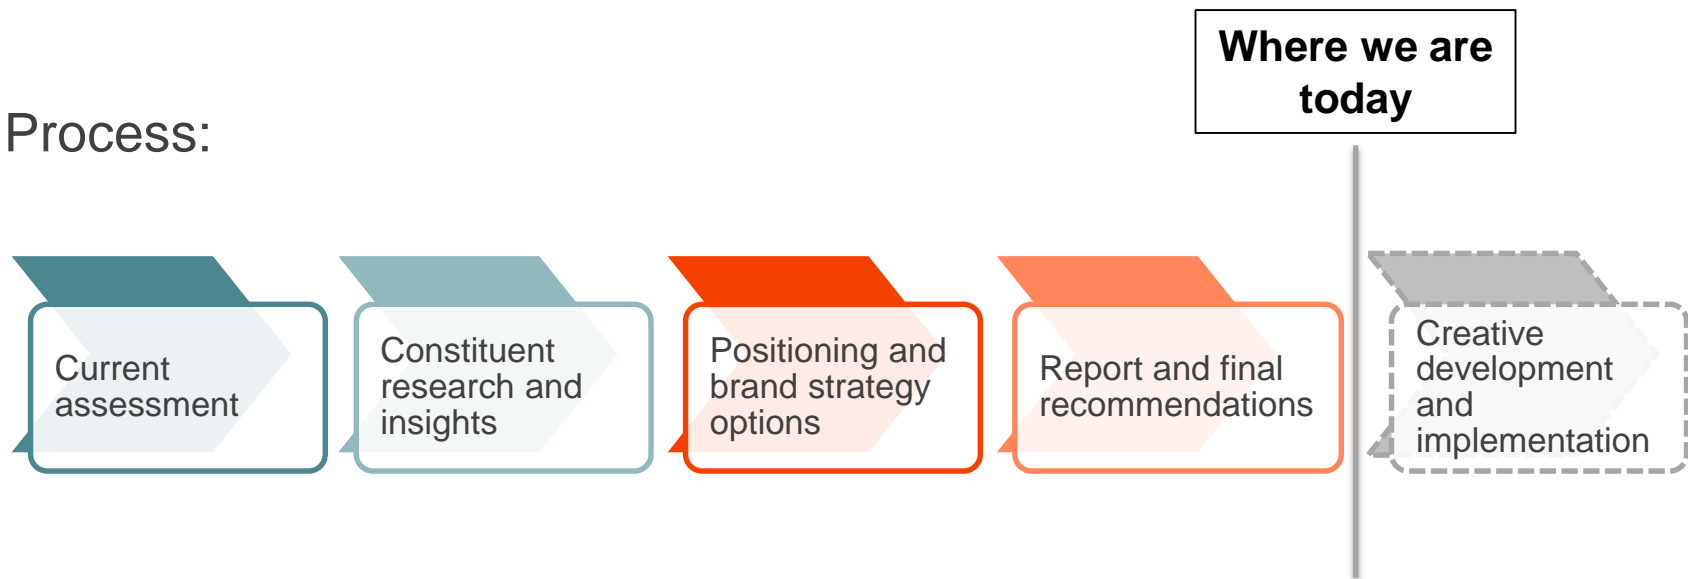 Where we are
today
Process:
Current
assessment
Constituent
research and
insights
Positioning and
brand strategy
options
Report and final
recommendations
Creative
development
and
implementation